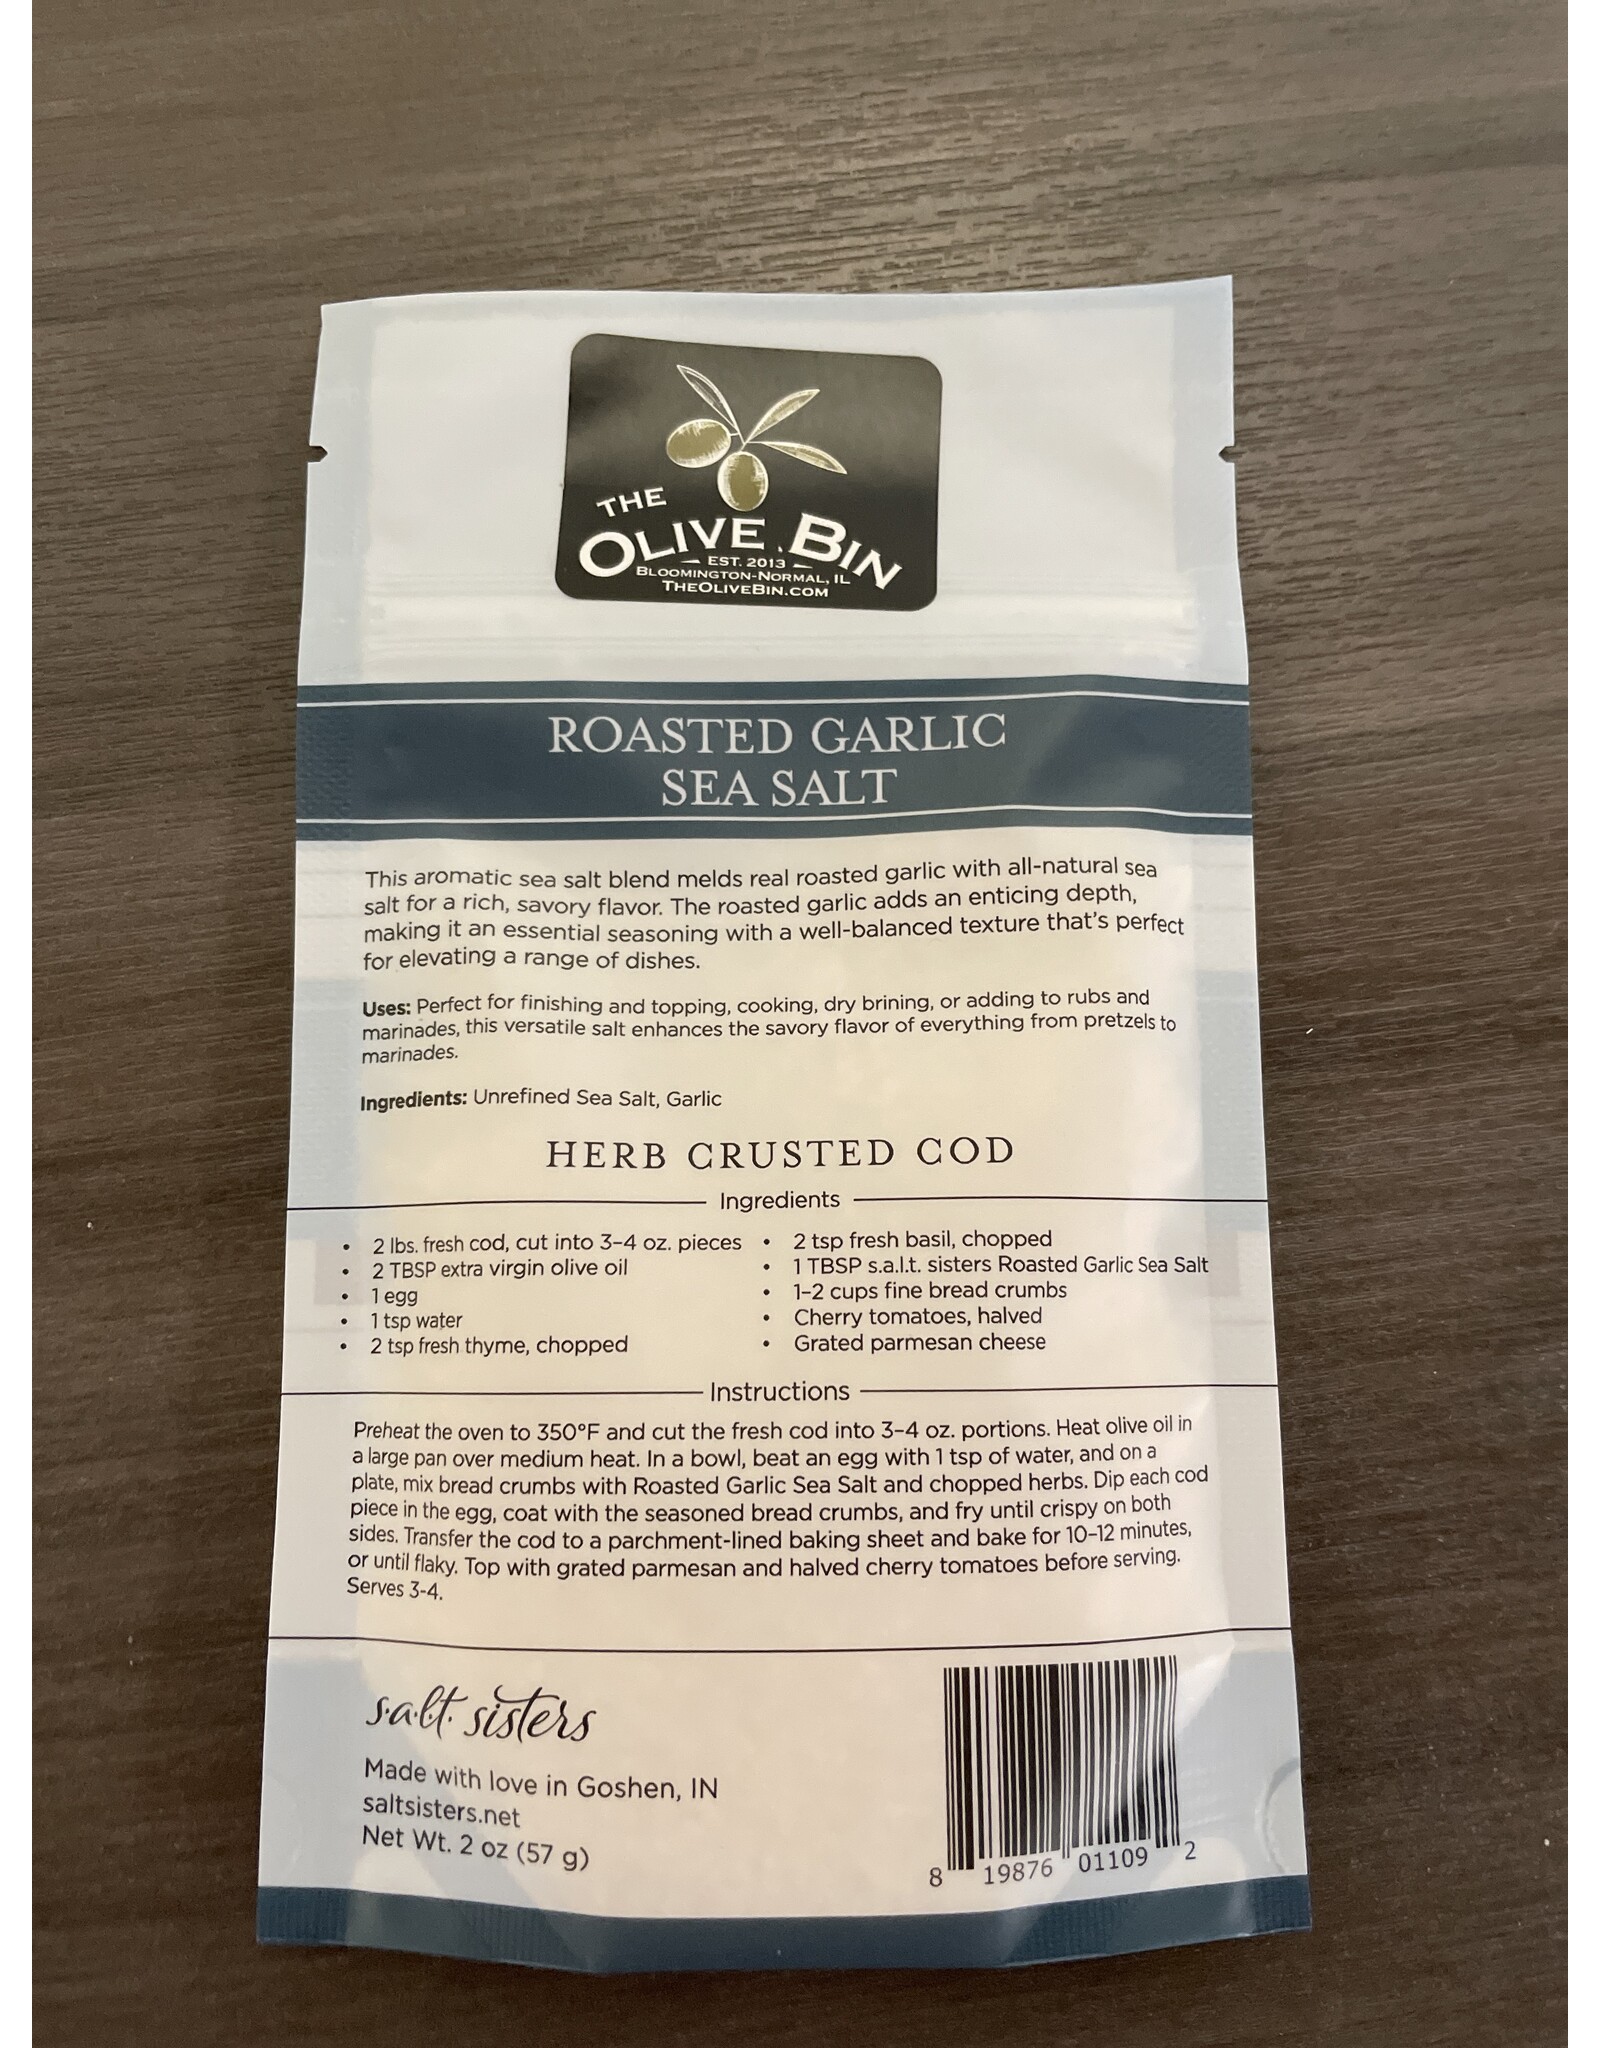 THE
OLIVE BIN
EST. 2013
BLOOMINGTON-NORMAL, IL
THEOLIVEBIN.COM
ROASTED GARLIC
SEA SALT
This aromatic sea salt blend melds real roasted garlic with all-natural sea
salt for a rich, savory flavor. The roasted garlic adds an enticing depth,
making it an essential seasoning with a well-balanced texture that's perfect
for elevating a range of dishes.
Uses: Perfect for finishing and topping, cooking, dry brining, or adding to rubs and
marinades, this versatile salt enhances the savory flavor of everything from pretzels to
marinades.
Ingredients: Unrefined Sea Salt, Garlic
HERB CRUSTED COD
Ingredients
• 2 lbs. fresh cod, cut into 3-4 oz. pieces
• 2 TBSP extra virgin olive oil
• 1 egg
• 1 tsp water
• 2 tsp fresh thyme, chopped
• 2 tsp fresh basil, chopped
• 1 TBSP s.a.l.t. sisters Roasted Garlic Sea Salt
• 1-2 cups fine bread crumbs
• Cherry tomatoes, halved
• Grated parmesan cheese
Instructions
Preheat the oven to 350°F and cut the fresh cod into 3-4 oz. portions. Heat olive oil in
a large pan over medium heat. In a bowl, beat an egg with 1 tsp of water, and on a
plate, mix bread crumbs with Roasted Garlic Sea Salt and chopped herbs. Dip each cod
piece in the egg, coat with the seasoned bread crumbs, and fry until crispy on both
sides. Transfer the cod to a parchment-lined baking sheet and bake for 10-12 minutes,
or until flaky. Top with grated parmesan and halved cherry tomatoes before serving.
Serves 3-4.
s.a.l.t. sisters
Made with love in Goshen, IN
saltsisters.net
Net Wt. 2 oz (57 g)
8 19876 01109 2